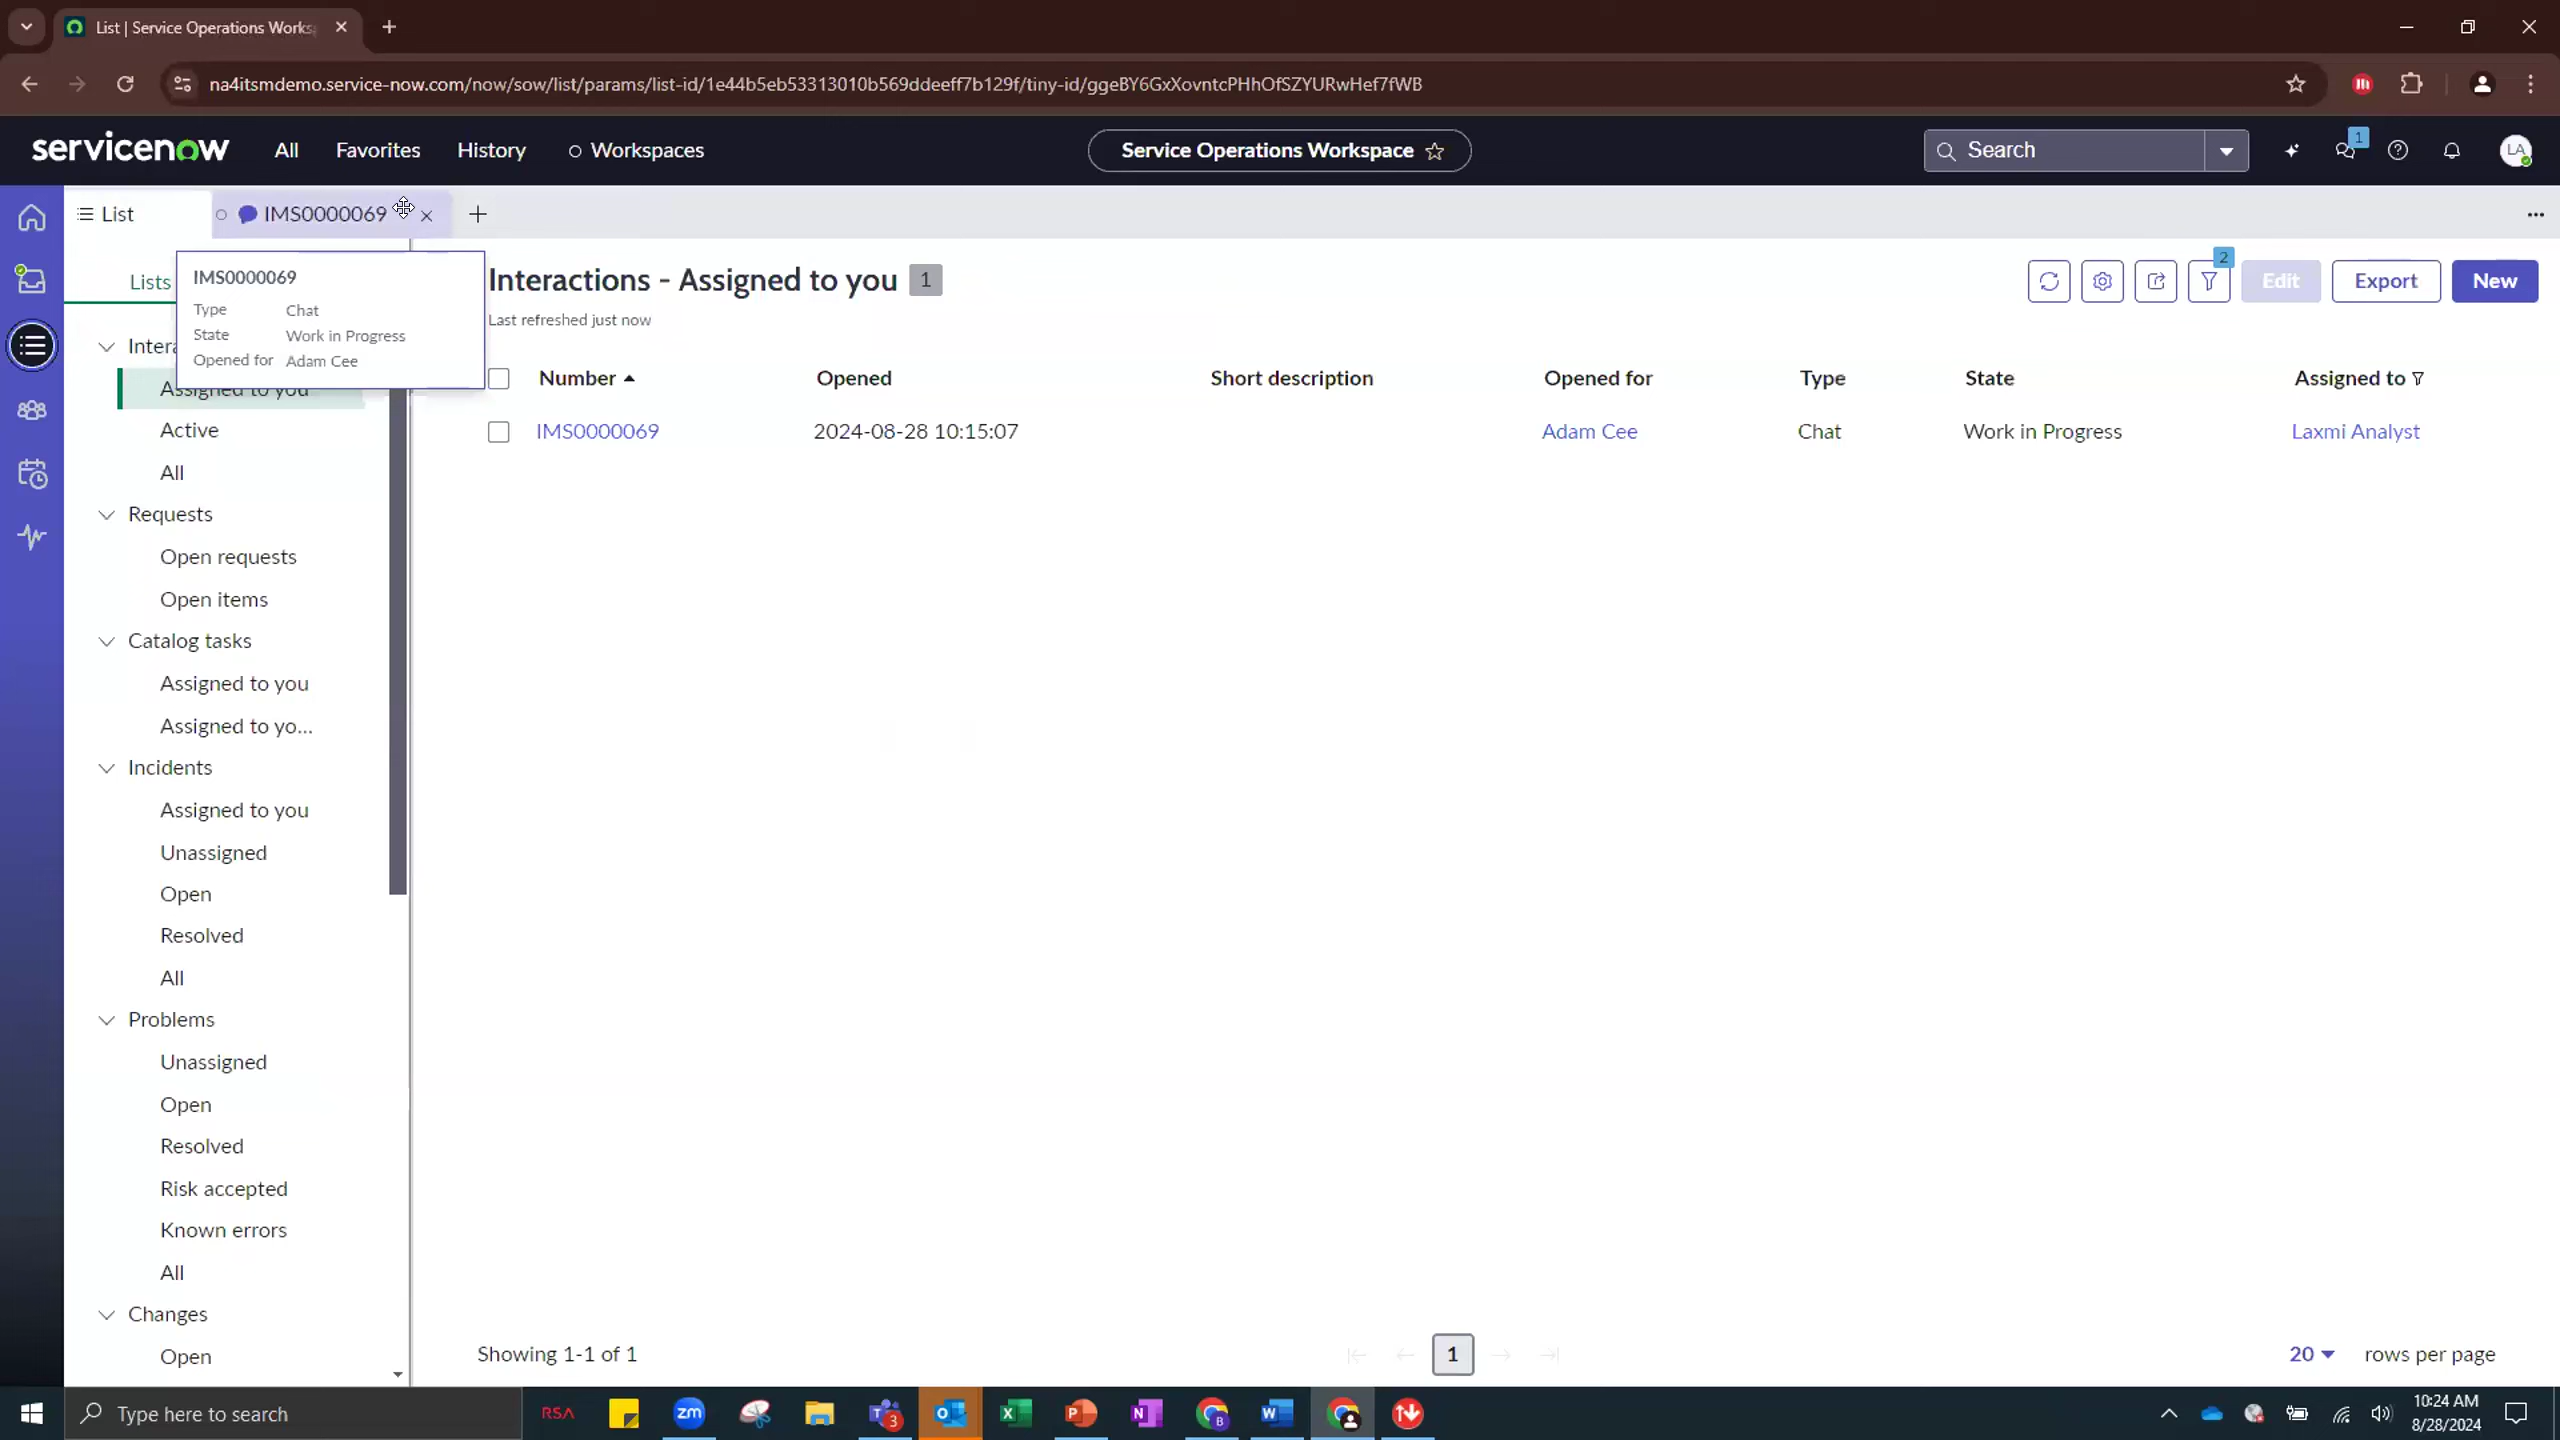 List | Service Operations Works
na4itsmdemo.service-now.com/now/sow/list/params/list-id/1e44b5eb53313010b569ddeeff7b129f/tiny-id/ggeBY6GxXovntcPHhOfSZYURwHef7fWB
servicenow All Favorites History Workspaces Service Operations Workspace Search 1 LA
List IMS0000069
Lists
IMS0000069
Type Chat
State Work in Progress
Opened for Adam Cee
Interactions - Assigned to you 1
Last refreshed just now
2 Edit Export New
Inter
Assigned to you
Active
All
Requests
Open requests
Open items
Catalog tasks
Assigned to you
Assigned to yo...
Incidents
Assigned to you
Unassigned
Open
Resolved
All
Problems
Unassigned
Open
Resolved
Risk accepted
Known errors
All
Changes
Open
Number Opened Short description Opened for Type State Assigned to
IMS0000069 2024-08-28 10:15:07 Adam Cee Chat Work in Progress Laxmi Analyst
Showing 1-1 of 1 1 20 rows per page
Type here to search RSA zm 3 B 10:24 AM
8/28/2024